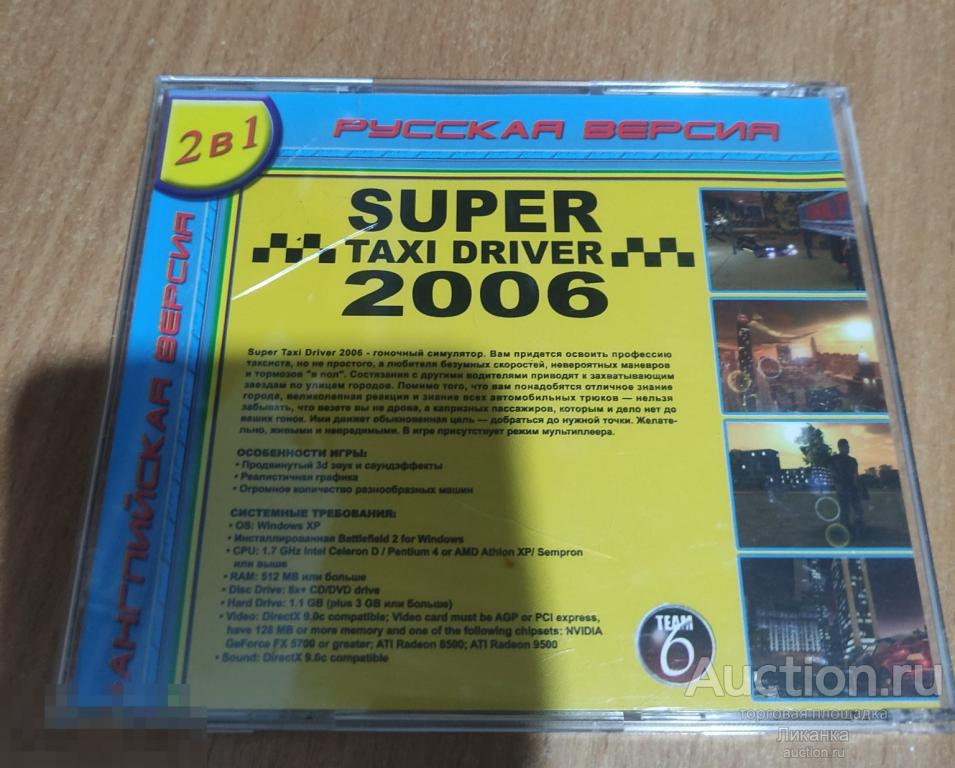 2 в 1
РУССКАЯ ВЕРСИЯ
АНГЛИЙСКАЯ ВЕРСИЯ
SUPER
TAXI DRIVER
2006
Super Taxi Driver 2006 - гоночный симулятор. Вам придется освоить профессию
таксиста, но не простого, а любителя безумных скоростей, невероятных маневров
и тормозов "в пол". Состязания с другими водителями приводят к захватывающим
заездам по улицам городов. Помимо того, что вам понадобятся отличное знание
города, великолепная реакция и знание всех автомобильных трюков — нельзя
забывать, что везете вы не дрова, а капризных пассажиров, которым и дело нет до
ваших гонок. Ими движет обыкновенная цель — добраться до нужной точки. Желате-
льно, живыми и невредимыми. В игре присутствует режим мультиплеера.
ОСОБЕННОСТИ ИГРЫ:
• Продвинутый 3d звук и саундэффекты
• Реалистичная графика
• Огромное количество разнообразных машин
СИСТЕМНЫЕ ТРЕБОВАНИЯ:
• OS: Windows XP
• Инсталлированная Battlefield 2 for Windows
• CPU: 1.7 GHz Intel Celeron D / Pentium 4 or AMD Athlon XP/ Sempron
или выше
• RAM: 512 MB или больше
• Disc Drive: 8x+ CD/DVD drive
• Hard Drive: 1.1 GB (plus 3 GB или больше)
• Video: DirectX 9.0c compatible; Video card must be AGP or PCI express,
have 128 MB or more memory and one of the following chipsets: NVIDIA
GeForce FX 5700 or greater; ATI Radeon 8500; ATI Radeon 9500
• Sound: DirectX 9.0c compatible
TEAM
6
Auction.ru
торговая площадка
Ликанка
auction.ru